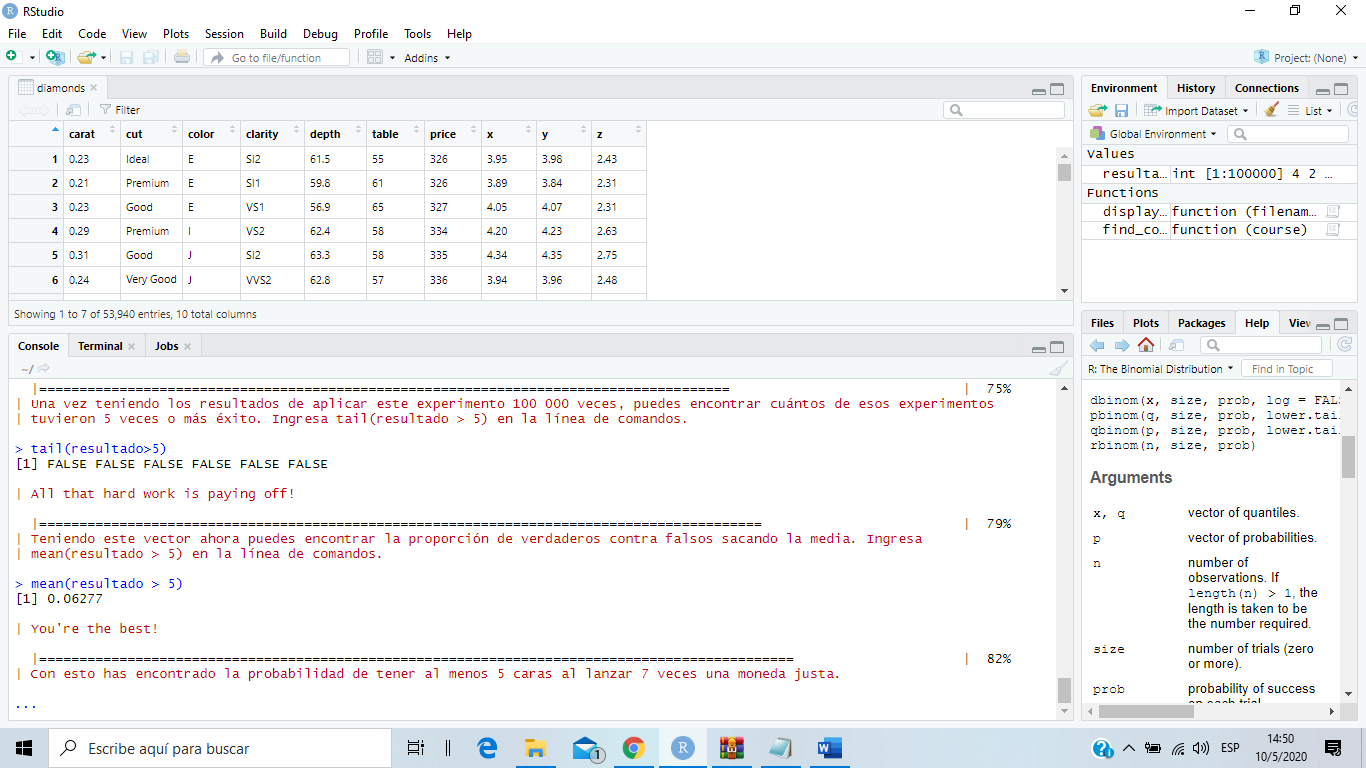 RStudio
File Edit Code View Plots Session Build Debug Profile Tools Help
Go to file/function Addins Project: (None)
diamonds
Filter
carat cut color clarity depth table price x y z
1 0.23 Ideal E SI2 61.5 55 326 3.95 3.98 2.43
2 0.21 Premium E SI1 59.8 61 326 3.89 3.84 2.31
3 0.23 Good E VS1 56.9 65 327 4.05 4.07 2.31
4 0.29 Premium I VS2 62.4 58 334 4.20 4.23 2.63
5 0.31 Good J SI2 63.3 58 335 4.34 4.35 2.75
6 0.24 Very Good J VVS2 62.8 57 336 3.94 3.96 2.48
Showing 1 to 7 of 53,940 entries, 10 total columns
Console Terminal Jobs
~/
|====================================================================================== | 75%
| Una vez teniendo los resultados de aplicar este experimento 100 000 veces, puedes encontrar cuántos de esos experimentos
| tuvieron 5 veces o más éxito. Ingresa tail(resultado > 5) en la línea de comandos.
> tail(resultado>5)
[1] FALSE FALSE FALSE FALSE FALSE FALSE
| All that hard work is paying off!
|========================================================================================== | 79%
| Teniendo este vector ahora puedes encontrar la proporción de verdaderos contra falsos sacando la media. Ingresa
| mean(resultado > 5) en la línea de comandos.
> mean(resultado > 5)
[1] 0.06277
| You're the best!
|============================================================================================== | 82%
| Con esto has encontrado la probabilidad de tener al menos 5 caras al lanzar 7 veces una moneda justa.
...
Environment History Connections
Import Dataset List
Global Environment
Values
resulta… int [1:100000] 4 2 …
Functions
display… function (filenam…
find_co… function (course)
Files Plots Packages Help View
R: The Binomial Distribution Find in Topic
dbinom(x, size, prob, log = FAL
pbinom(q, size, prob, lower.tai
qbinom(p, size, prob, lower.tai
rbinom(n, size, prob)
Arguments
x, q vector of quantiles.
p vector of probabilities.
n number of
observations. If
length(n) > 1, the
length is taken to be
the number required.
size number of trials (zero
or more).
prob probability of success
on each trial
Escribe aquí para buscar
1
ESP
14:50
10/5/2020